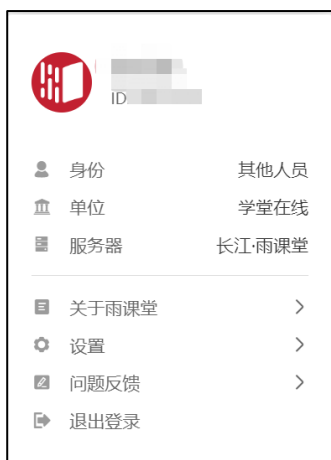 ID
身份 其他人员
单位 学堂在线
服务器 长江·雨课堂
关于雨课堂
设置
问题反馈
退出登录